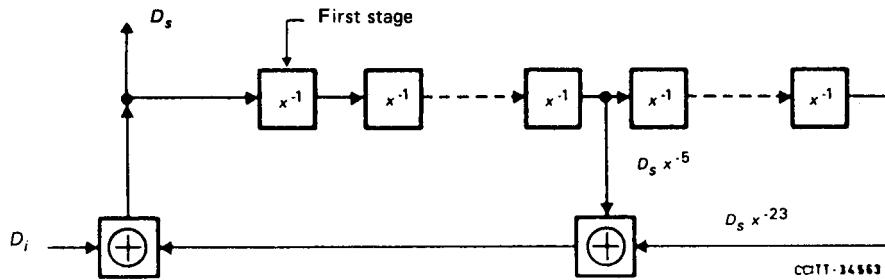 D_s
First stage
x⁻¹ x⁻¹ x⁻¹ x⁻¹ x⁻¹
D_s x⁻⁵
D_s x⁻²³
D_i
CCITT-34563